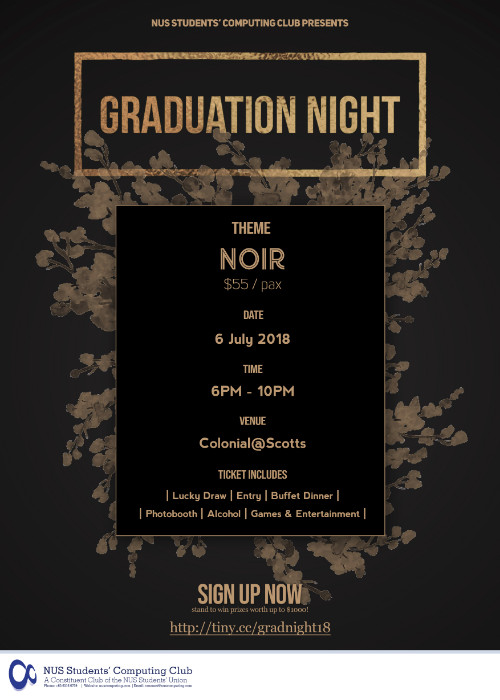 NUS STUDENTS' COMPUTING CLUB PRESENTS
GRADUATION NIGHT
THEME
NOIR
$55 / pax
DATE
6 July 2018
TIME
6PM - 10PM
VENUE
Colonial@Scotts
TICKET INCLUDES
| Lucky Draw | Entry | Buffet Dinner |
| Photobooth | Alcohol | Games & Entertainment |
SIGN UP NOW
stand to win prizes worth up to $1000!
http://tiny.cc/gradnight18
NUS Students' Computing Club
A Constituent Club of the NUS Students' Union